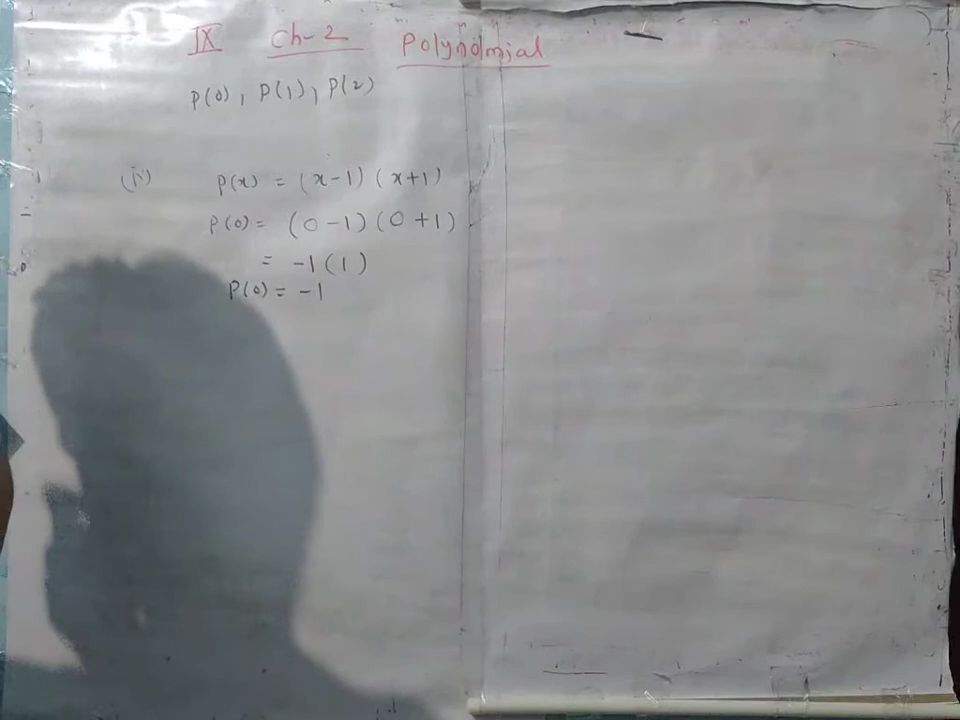 IX Ch-2 Polynomial
P(0), P(1), P(2)
(iv) P(x) = (x-1) (x+1)
P(0) = (0-1) (0+1)
= -1(1)
P(0) = -1